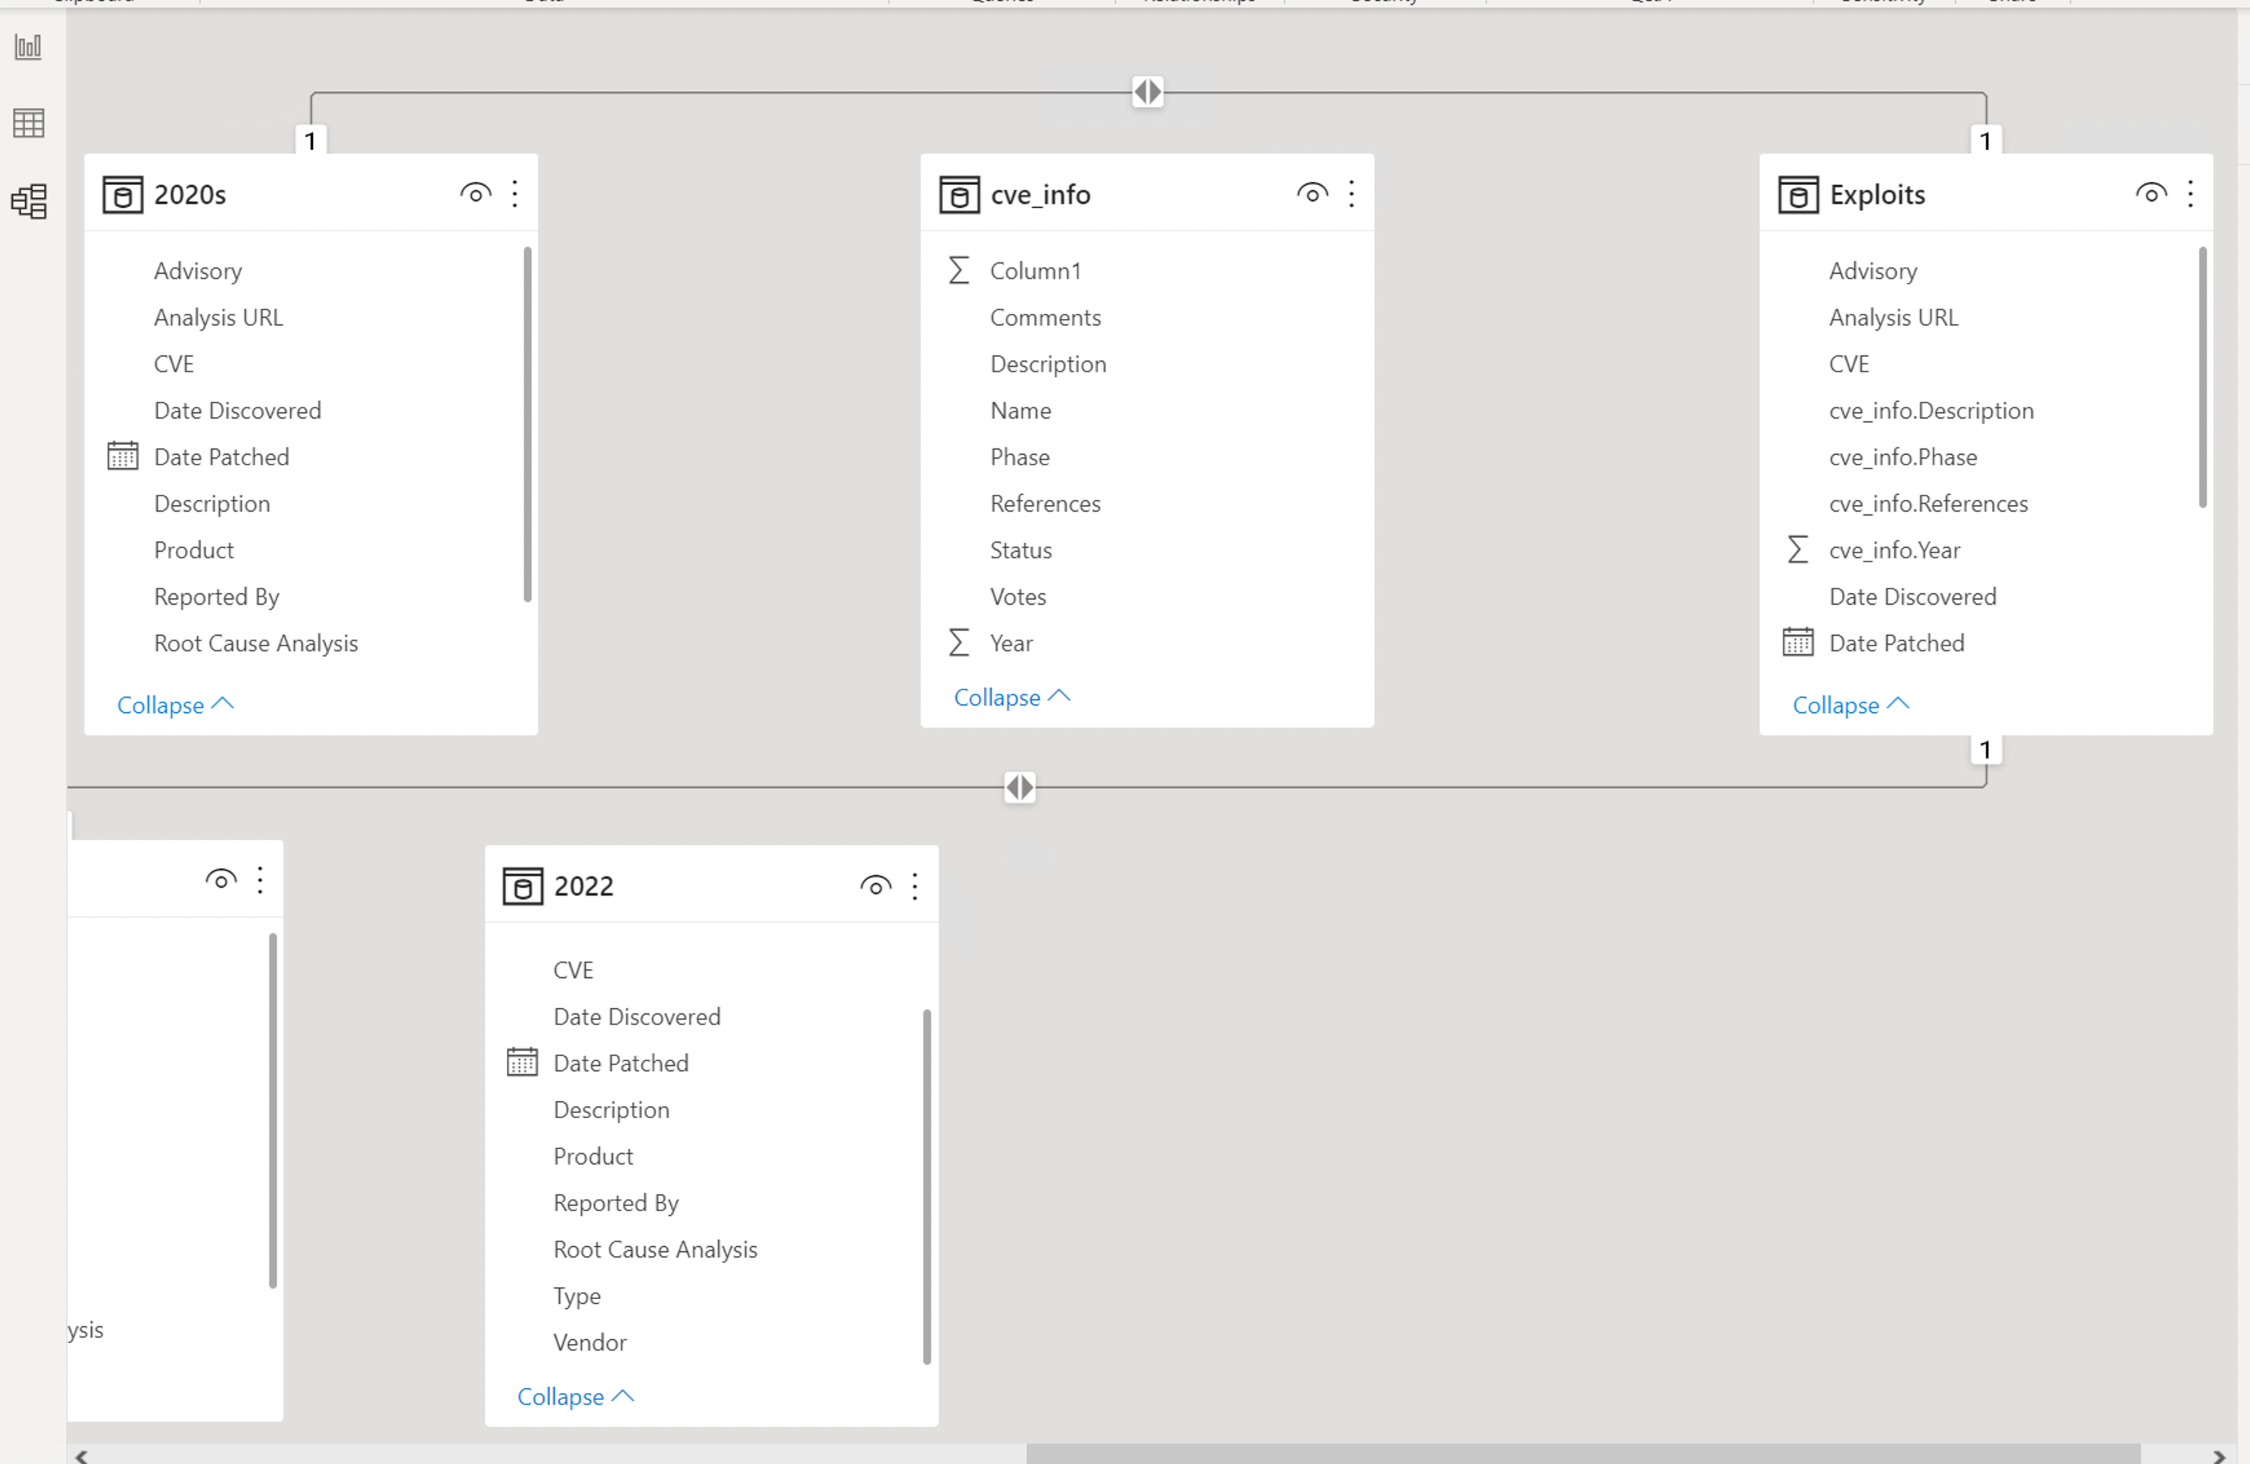 1
1
2020s
Advisory
Analysis URL
CVE
Date Discovered
Date Patched
Description
Product
Reported By
Root Cause Analysis
Collapse
cve_info
Column1
Comments
Description
Name
Phase
References
Status
Votes
Year
Collapse
Exploits
Advisory
Analysis URL
CVE
cve_info.Description
cve_info.Phase
cve_info.References
cve_info.Year
Date Discovered
Date Patched
Collapse
1
ysis
2022
CVE
Date Discovered
Date Patched
Description
Product
Reported By
Root Cause Analysis
Type
Vendor
Collapse